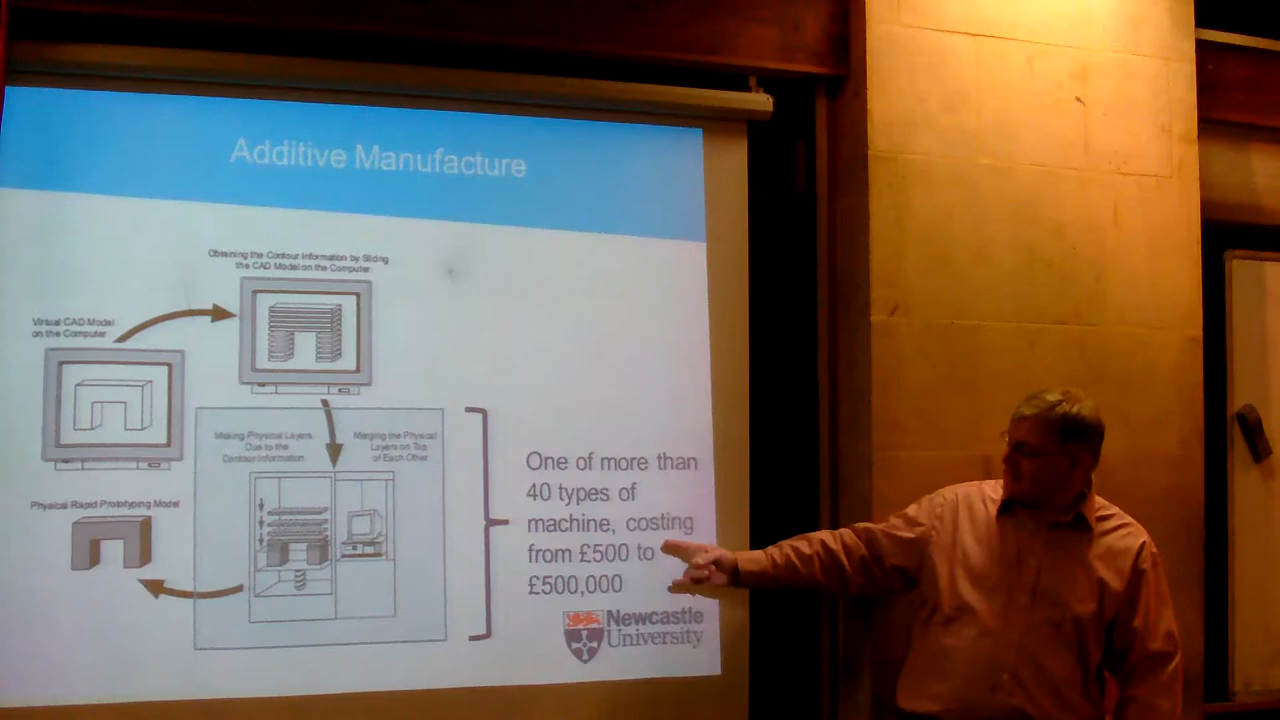 Additive Manufacture
Obtaining the Contour Information by Slicing
the CAD Model on the Computer
Virtual CAD Model
on the Computer
Making Physical Layers
Due to the
Contour Information
Merging the Physical
Layers on Top
of Each Other
Physical Rapid Prototyping Model
One of more than
40 types of
machine, costing
from £500 to
£500,000
Newcastle
University